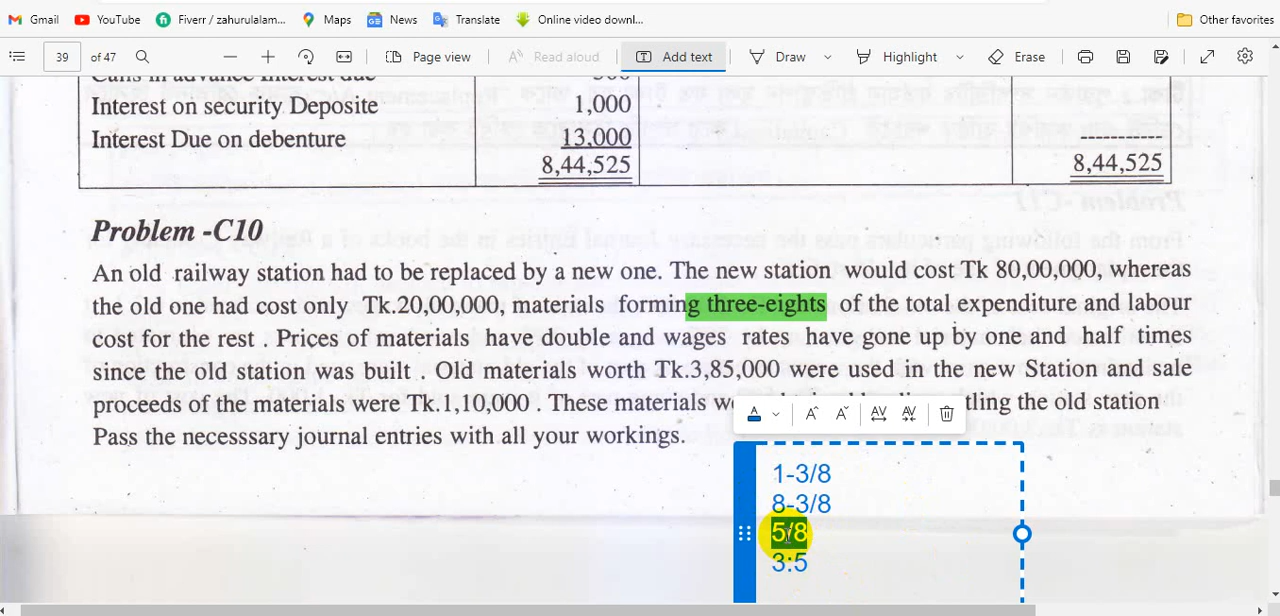 Gmail YouTube Fiverr / zahurulalam... Maps News Translate Online video downl... Other favorites
39 of 47 Page view Read aloud Add text Draw Highlight Erase
Interest on security Deposite 1,000
Interest Due on debenture 13,000
8,44,525 8,44,525
Problem -C10
An old railway station had to be replaced by a new one. The new station would cost Tk 80,00,000, whereas
the old one had cost only Tk.20,00,000, materials forming three-eights of the total expenditure and labour
cost for the rest . Prices of materials have double and wages rates have gone up by one and half times
since the old station was built . Old materials worth Tk.3,85,000 were used in the new Station and sale
proceeds of the materials were Tk.1,10,000 . These materials the old station
Pass the necesssary journal entries with all your workings.
1-3/8
8-3/8
5/8
3:5